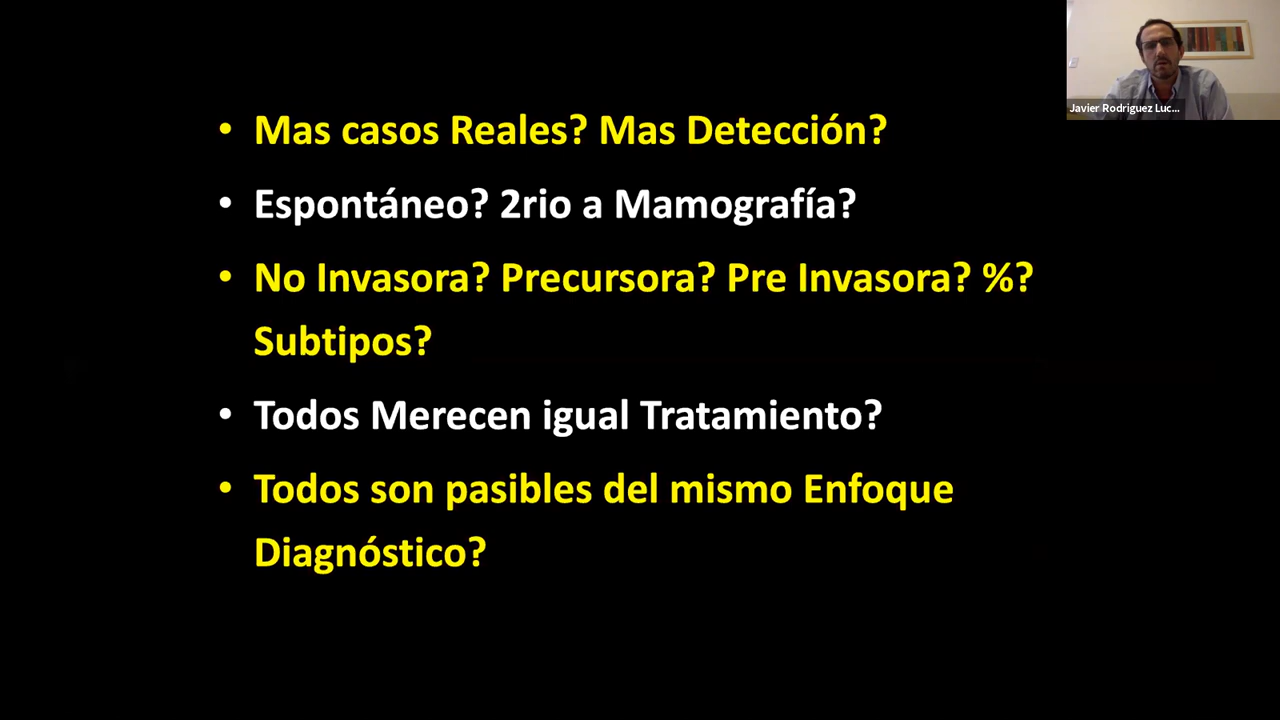 Javier Rodriguez Luc...
• Mas casos Reales? Mas Detección?
• Espontáneo? 2rio a Mamografía?
• No Invasora? Precursora? Pre Invasora? %?
Subtipos?
• Todos Merecen igual Tratamiento?
• Todos son pasibles del mismo Enfoque
Diagnóstico?